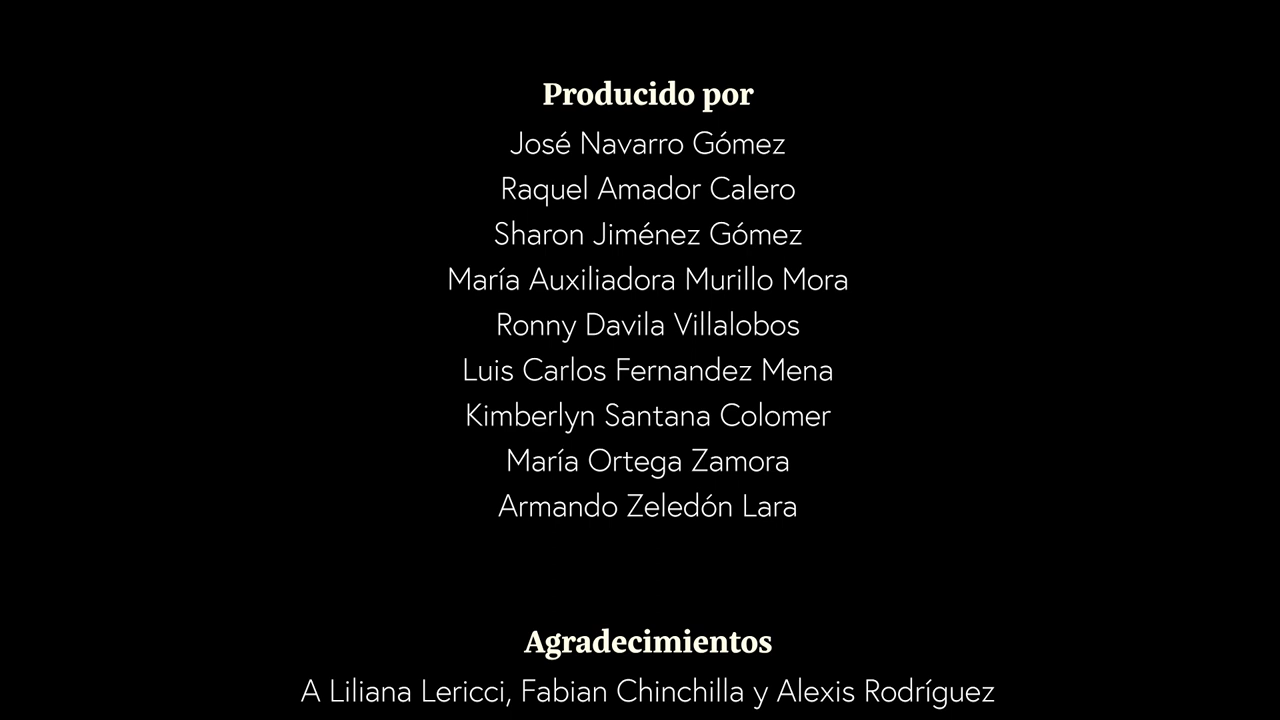 Producido por
José Navarro Gómez
Raquel Amador Calero
Sharon Jiménez Gómez
María Auxiliadora Murillo Mora
Ronny Davila Villalobos
Luis Carlos Fernandez Mena
Kimberlyn Santana Colomer
María Ortega Zamora
Armando Zeledón Lara
Agradecimientos
A Liliana Lericci, Fabian Chinchilla y Alexis Rodríguez